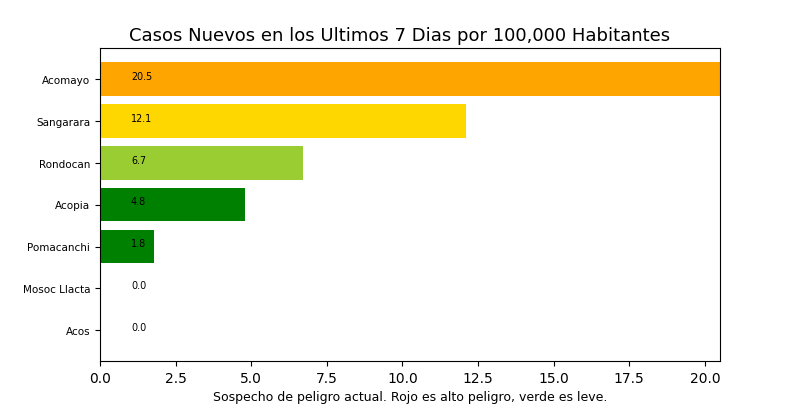 Casos Nuevos en los Ultimos 7 Dias por 100,000 Habitantes
Acomayo 20.5
Sangarara 12.1
Rondocan 6.7
Acopia 4.8
Pomacanchi 1.8
Mosoc Llacta 0.0
Acos 0.0
0.0 2.5 5.0 7.5 10.0 12.5 15.0 17.5 20.0
Sospecho de peligro actual. Rojo es alto peligro, verde es leve.